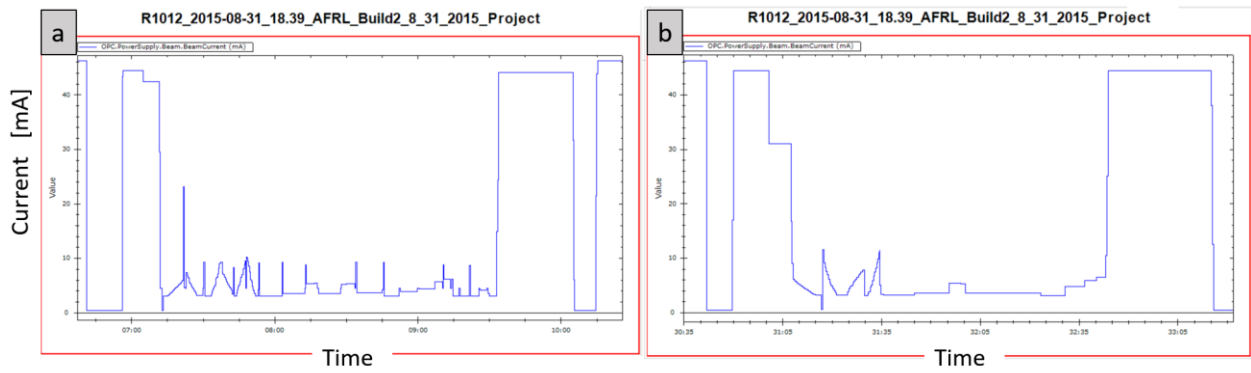 R1012_2015-08-31_18.39_AFRL_Build2_8_31_2015_Project
a
OPC.PowerSupply.Beam.BeamCurrent (mA)
Current [mA]
Value
40
30
20
10
0
07:00 08:00 09:00 10:00
Time
R1012_2015-08-31_18.39_AFRL_Build2_8_31_2015_Project
b
OPC.PowerSupply.Beam.BeamCurrent (mA)
Value
40
30
20
10
0
30:35 31:05 31:35 32:05 32:35 33:05
Time